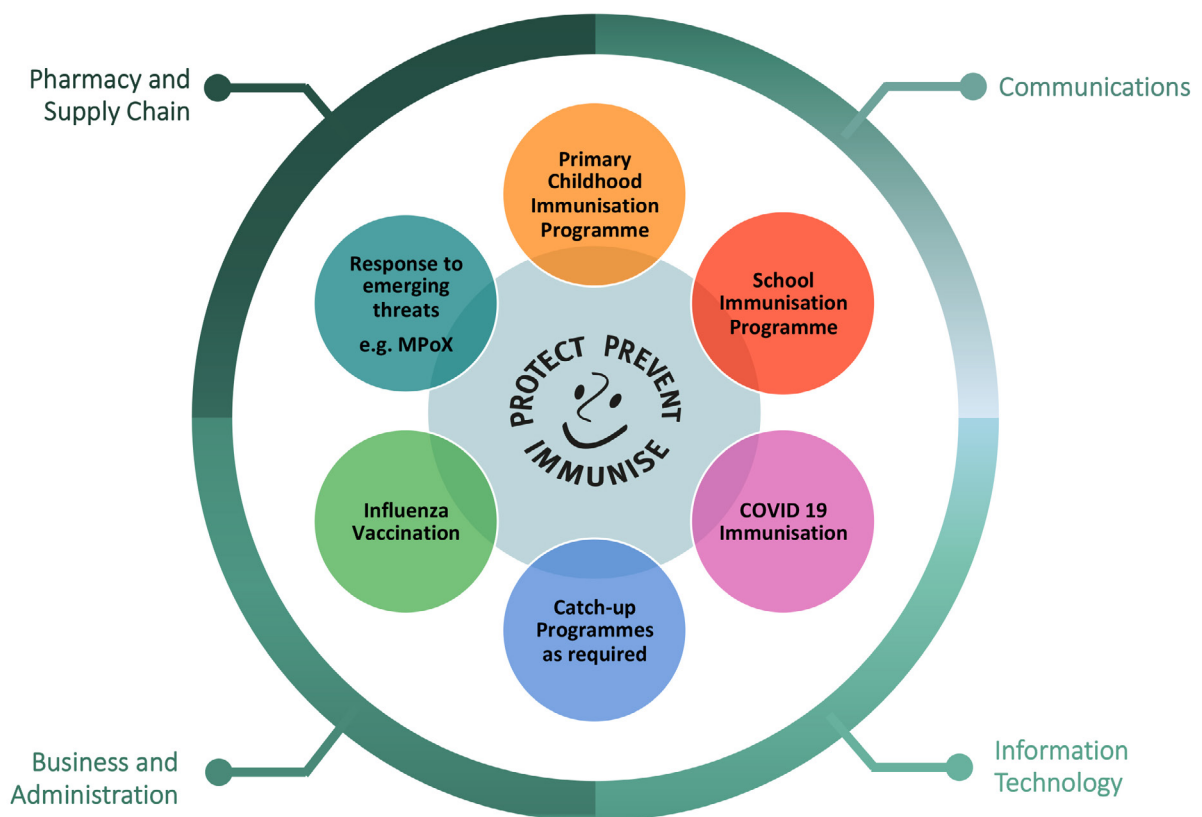 Pharmacy and
Supply Chain
Communications
Primary
Childhood
Immunisation
Programme
Response to
emerging
threats
e.g. MPoX
School
Immunisation
Programme
PROTECT PREVENT
IMMUNISE
Influenza
Vaccination
COVID 19
Immunisation
Catch-up
Programmes
as required
Business and
Administration
Information
Technology